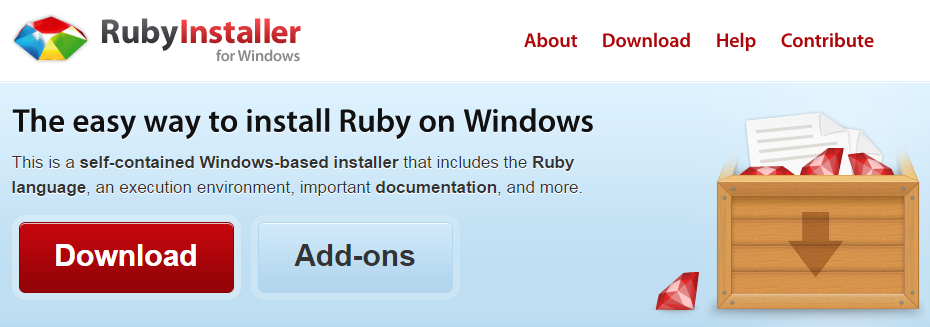 RubyInstaller
for Windows
About Download Help Contribute
The easy way to install Ruby on Windows
This is a self-contained Windows-based installer that includes the Ruby
language, an execution environment, important documentation, and more.
Download Add-ons